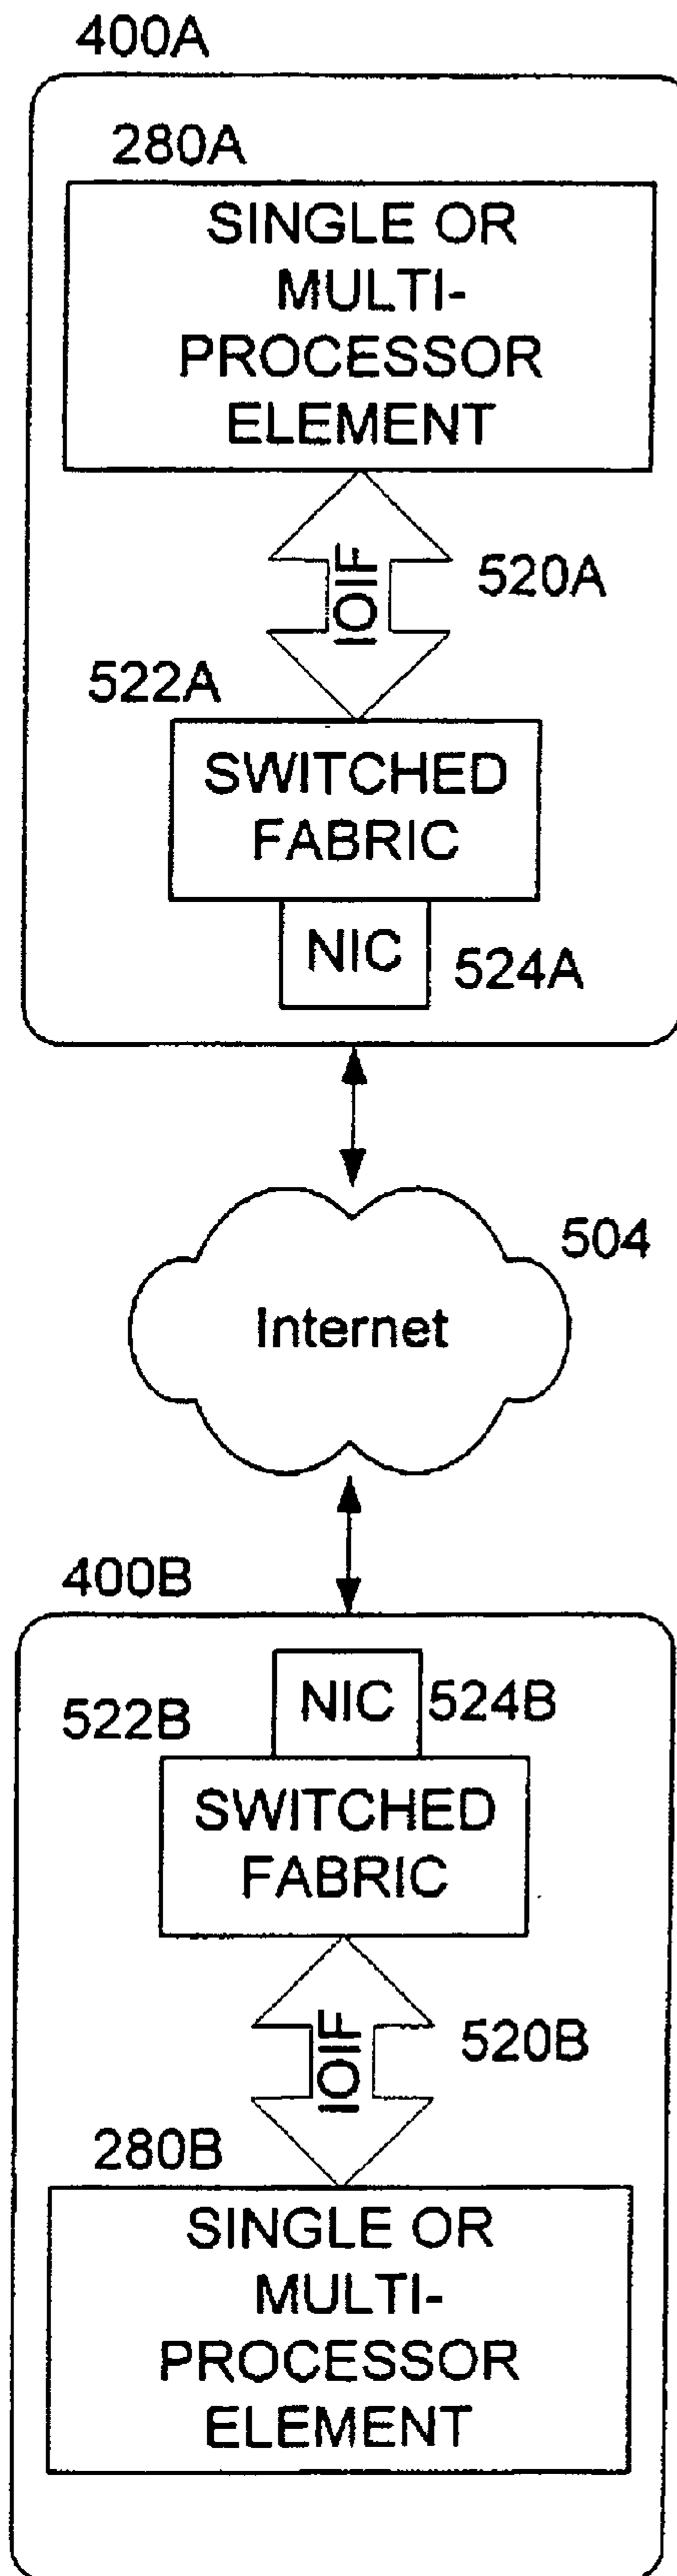 400A
280A
SINGLE OR
MULTI-
PROCESSOR
ELEMENT
IOIF
520A
522A
SWITCHED
FABRIC
NIC
524A
504
Internet
400B
NIC
524B
522B
SWITCHED
FABRIC
IOIF
520B
280B
SINGLE OR
MULTI-
PROCESSOR
ELEMENT